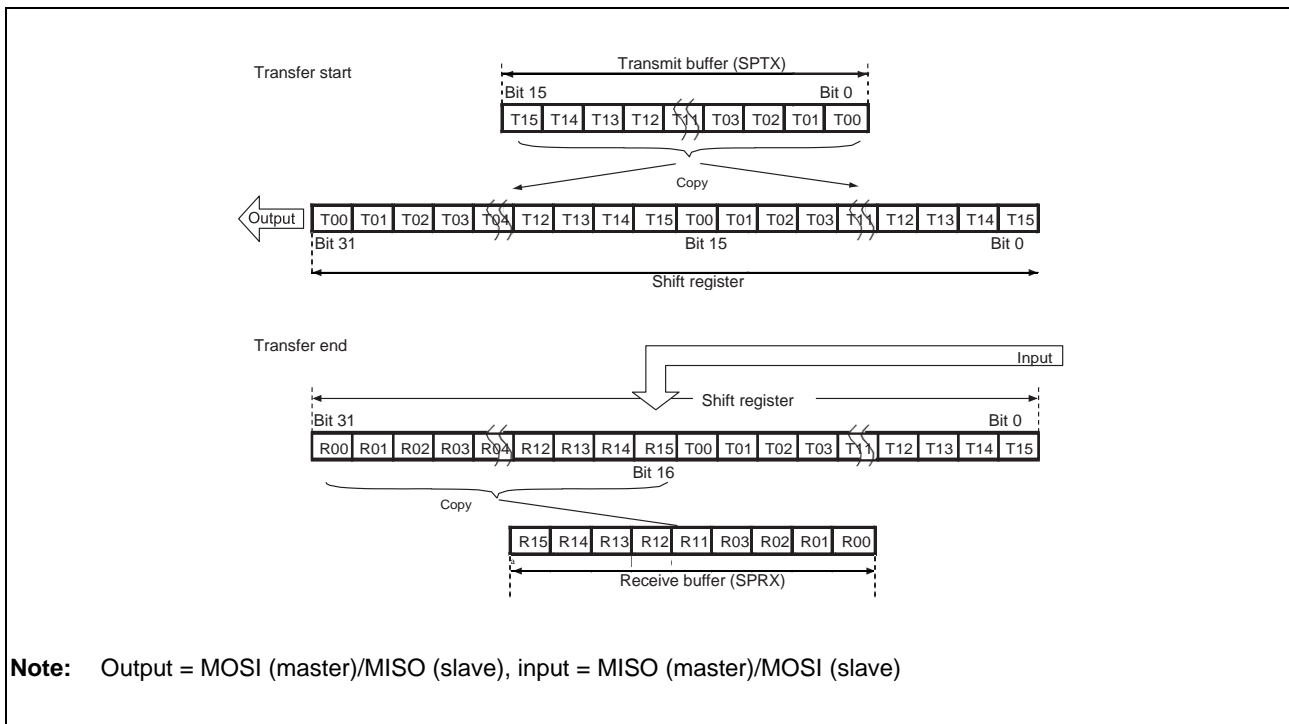 Transfer start
Transmit buffer (SPTX)
Bit 15 Bit 0
T15 T14 T13 T12 T11 T03 T02 T01 T00
Copy
Output T00 T01 T02 T03 T04 T12 T13 T14 T15 T00 T01 T02 T03 T11 T12 T13 T14 T15
Bit 31 Bit 15 Bit 0
Shift register
Transfer end
Input
Shift register
Bit 31 Bit 0
R00 R01 R02 R03 R04 R12 R13 R14 R15 T00 T01 T02 T03 T11 T12 T13 T14 T15
Bit 16
Copy
R15 R14 R13 R12 R11 R03 R02 R01 R00
a
Receive buffer (SPRX)
Note: Output = MOSI (master)/MISO (slave), input = MISO (master)/MOSI (slave)